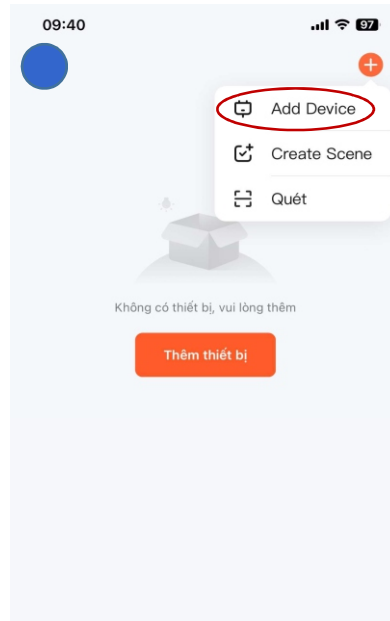 09:40
97
Add Device
Create Scene
Quét
Không có thiết bị, vui lòng thêm
Thêm thiết bị